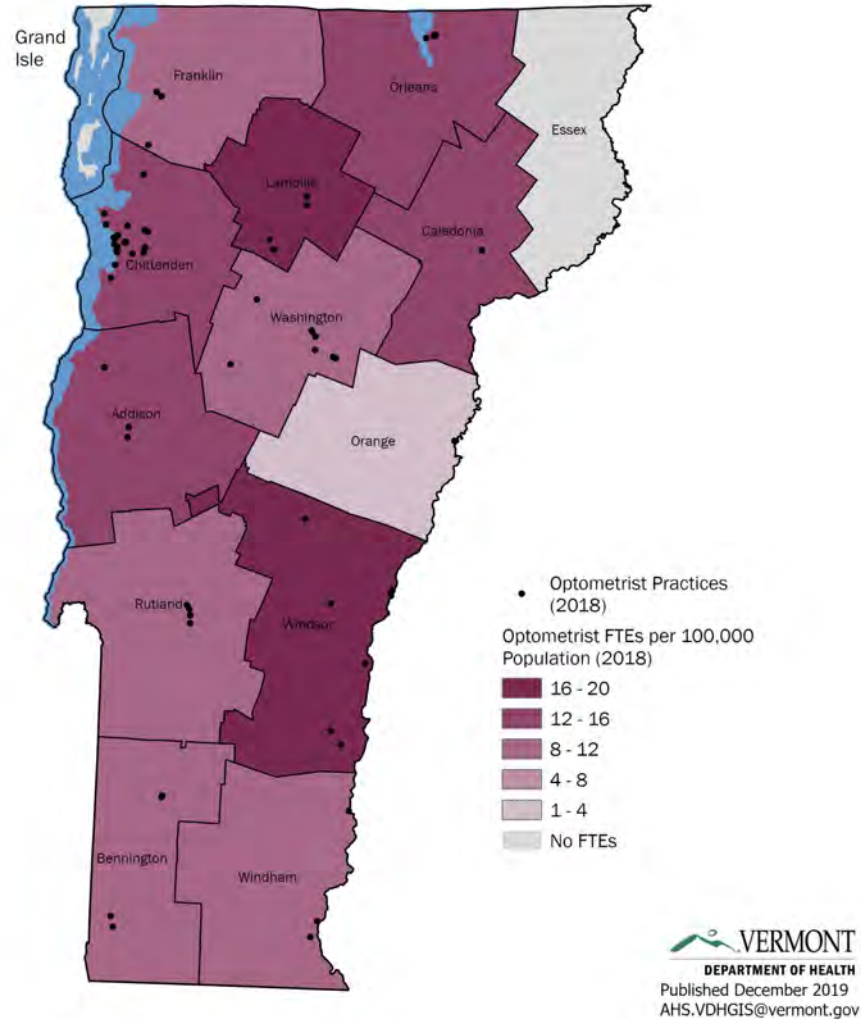 Grand
Isle
Franklin
Orleans
Essex
Lamoille
Caledonia
Chittenden
Washington
Addison
Orange
Rutland
Windsor
Bennington
Windham
Optometrist Practices
(2018)
Optometrist FTEs per 100,000
Population (2018)
16 - 20
12 - 16
8 - 12
4 - 8
1 - 4
No FTEs
VERMONT
DEPARTMENT OF HEALTH
Published December 2019
AHS.VDHGIS@vermont.gov